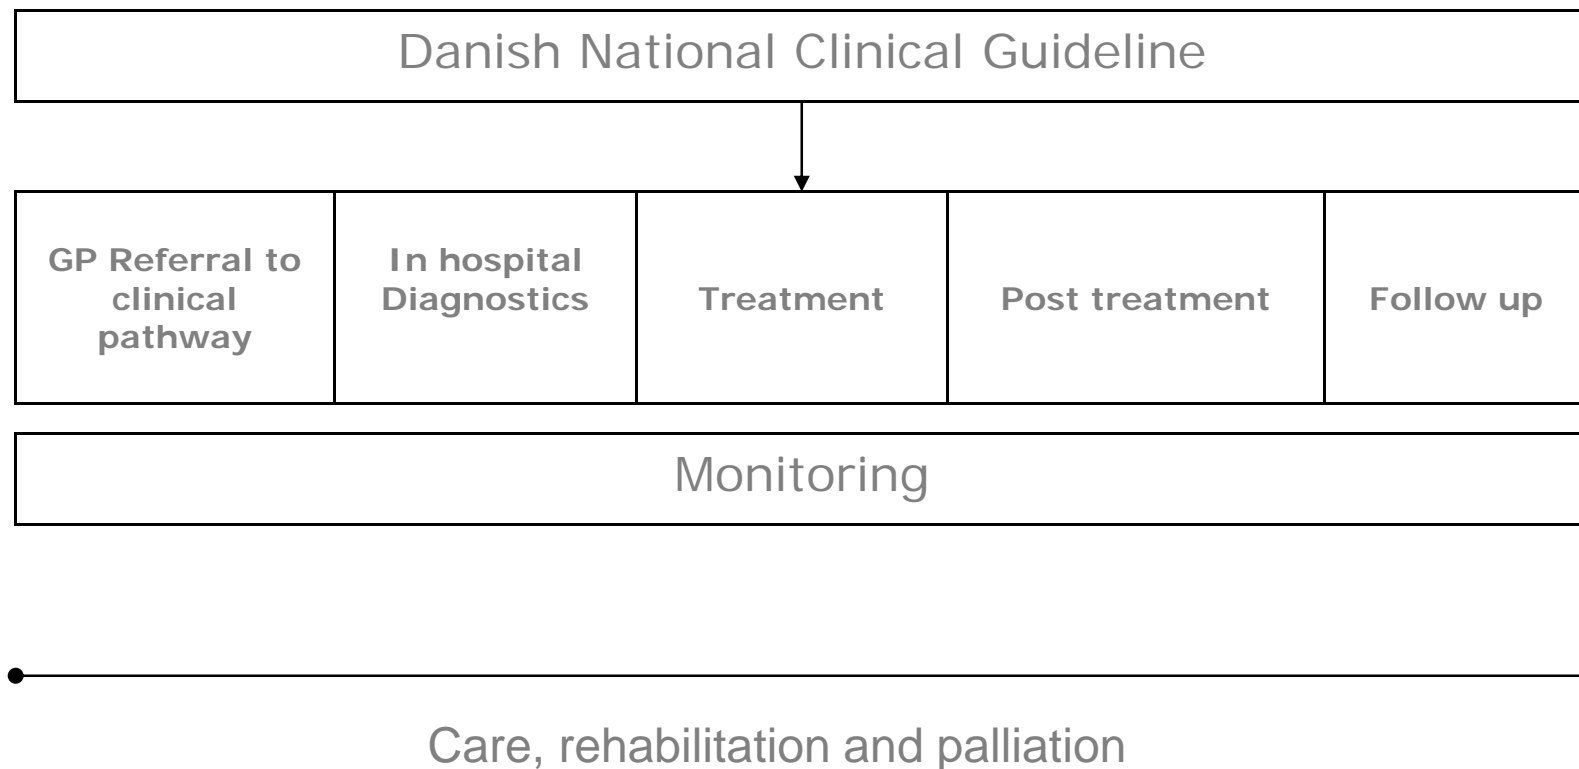 Danish National Clinical Guideline
GP Referral to
clinical
pathway
In hospital
Diagnostics
Treatment
Post treatment
Follow up
Monitoring
Care, rehabilitation and palliation